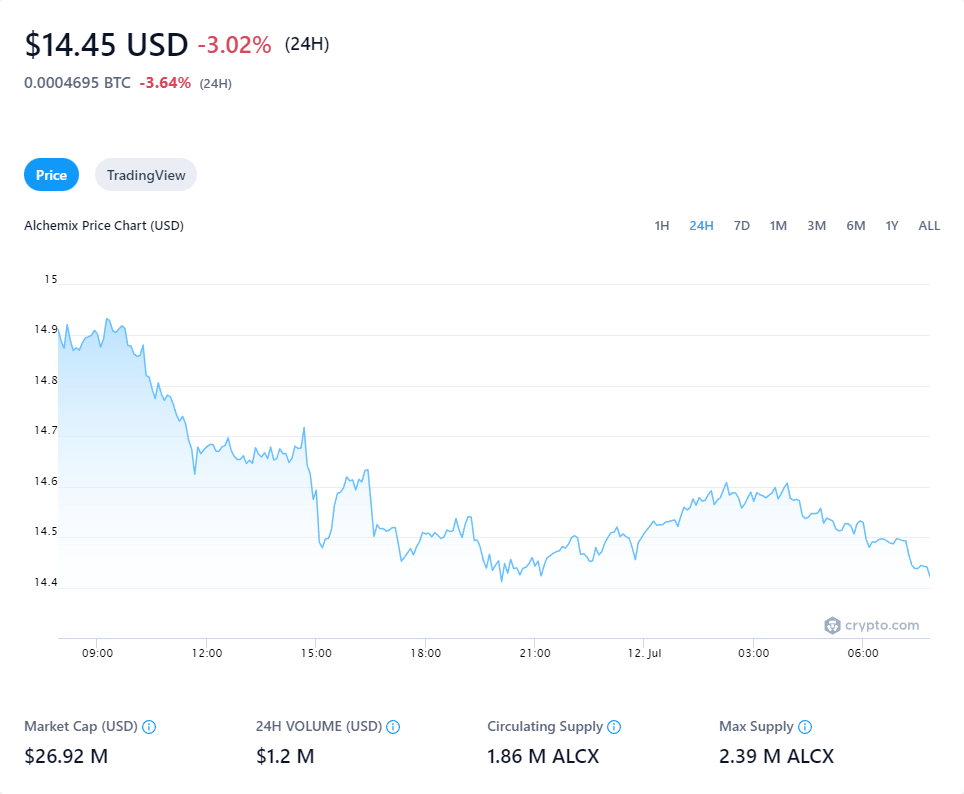 $14.45 USD -3.02% (24H)
0.0004695 BTC -3.64% (24H)
Price TradingView
Alchemix Price Chart (USD) 1H 24H 7D 1M 3M 6M 1Y ALL
15
14.9
14.8
14.7
14.6
14.5
14.4
crypto.com
09:00 12:00 15:00 18:00 21:00 12. Jul 03:00 06:00
Market Cap (USD) 24H VOLUME (USD) Circulating Supply Max Supply
$26.92 M $1.2 M 1.86 M ALCX 2.39 M ALCX